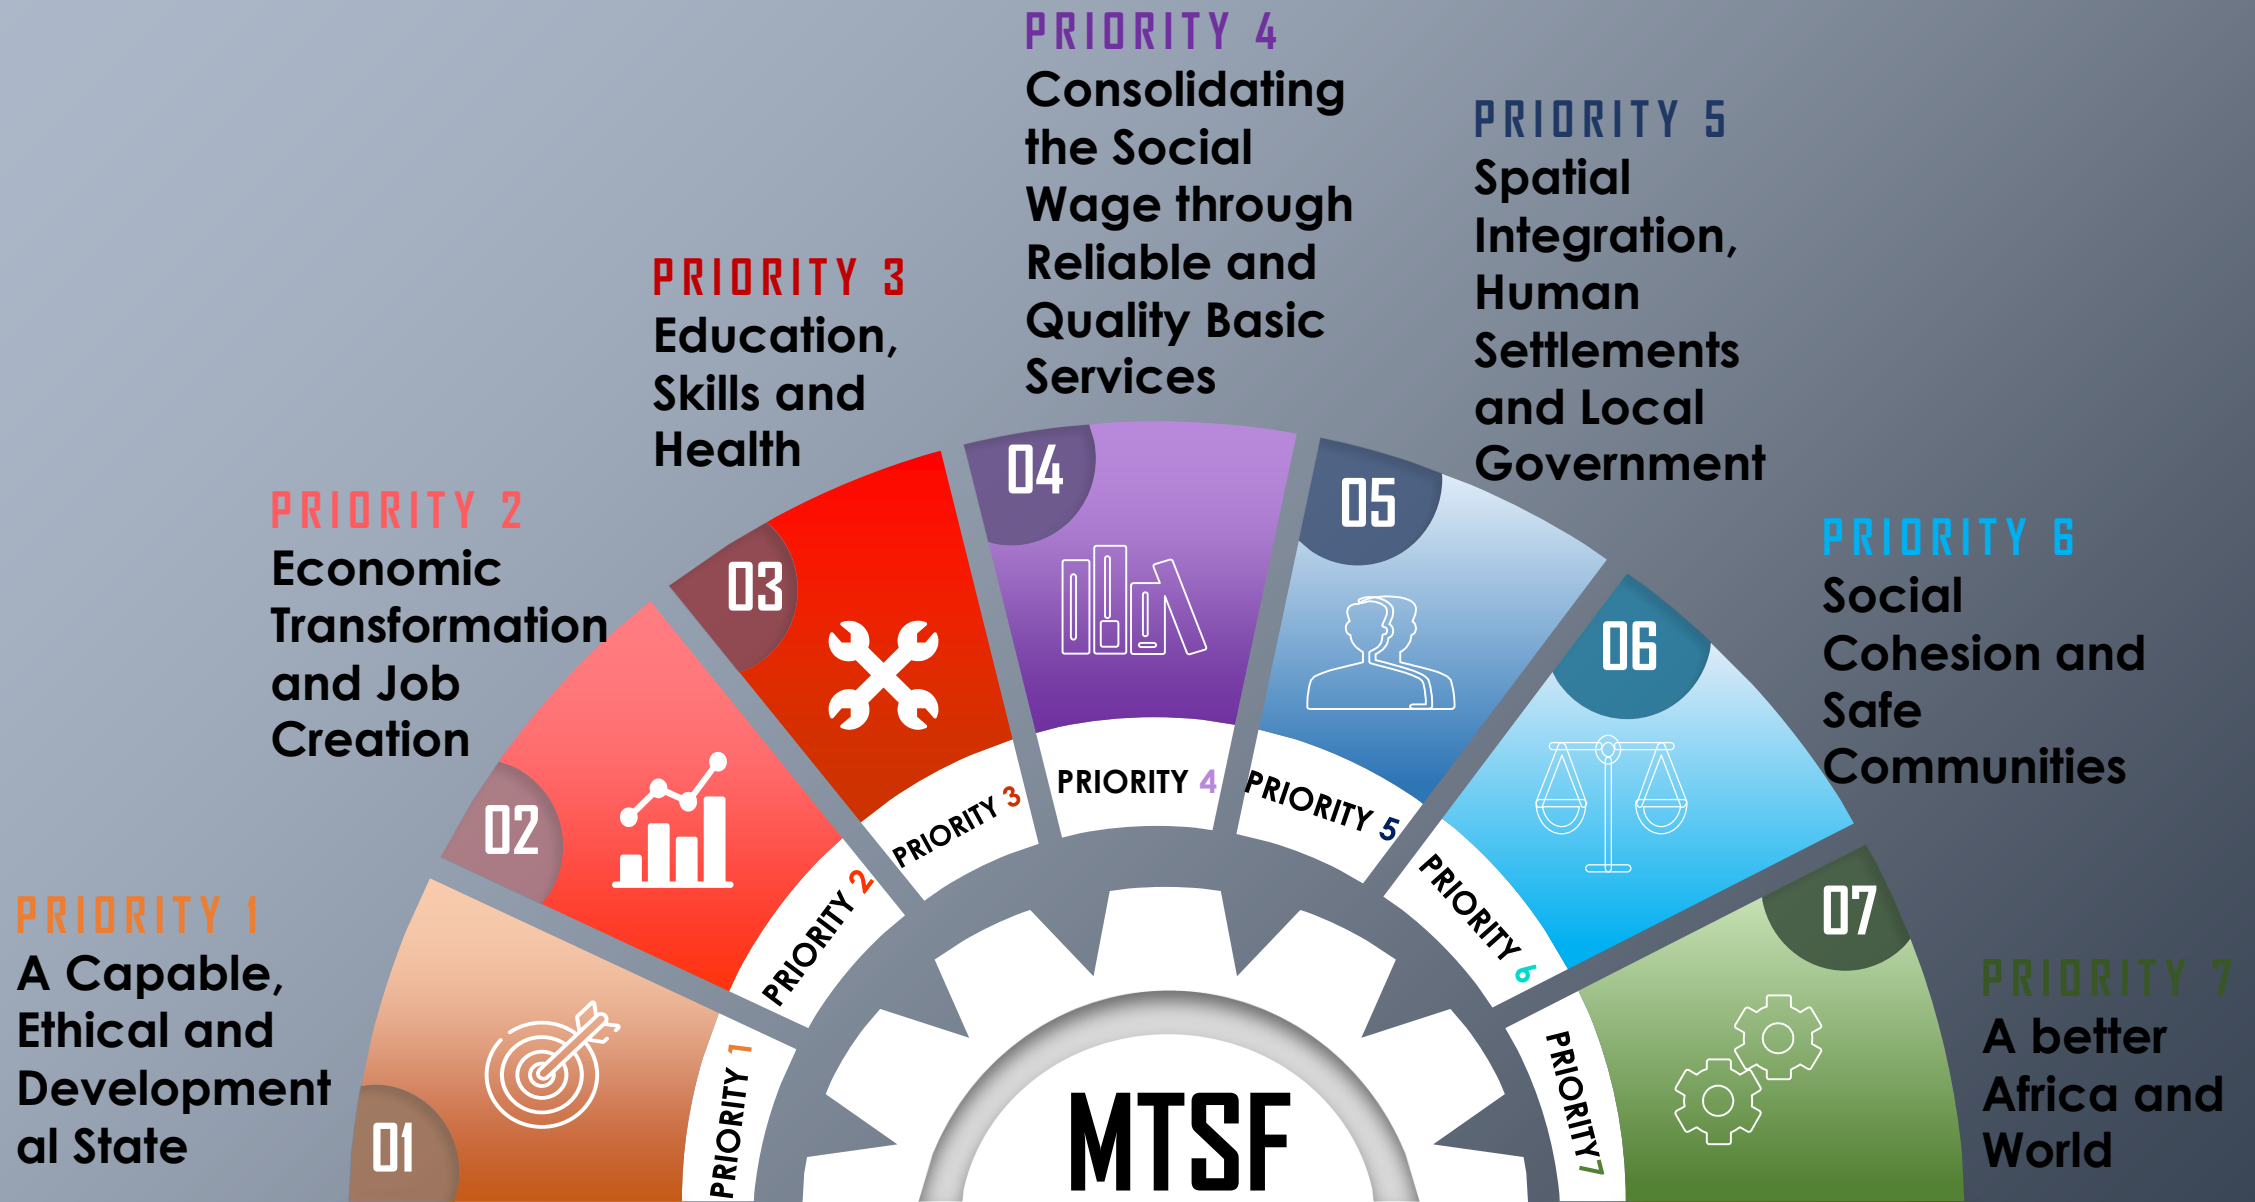 PRIORITY 1
A Capable,
Ethical and
Development
al State
PRIORITY 2
Economic
Transformation
and Job
Creation
PRIORITY 3
Education,
Skills and
Health
PRIORITY 4
Consolidating
the Social
Wage through
Reliable and
Quality Basic
Services
PRIORITY 5
Spatial
Integration,
Human
Settlements
and Local
Government
PRIORITY 6
Social
Cohesion and
Safe
Communities
PRIORITY 7
A better
Africa and
World
01
02
03
04
05
06
07
PRIORITY 1
PRIORITY 2
PRIORITY 3
PRIORITY 4
PRIORITY 5
PRIORITY 6
PRIORITY7
MTSF